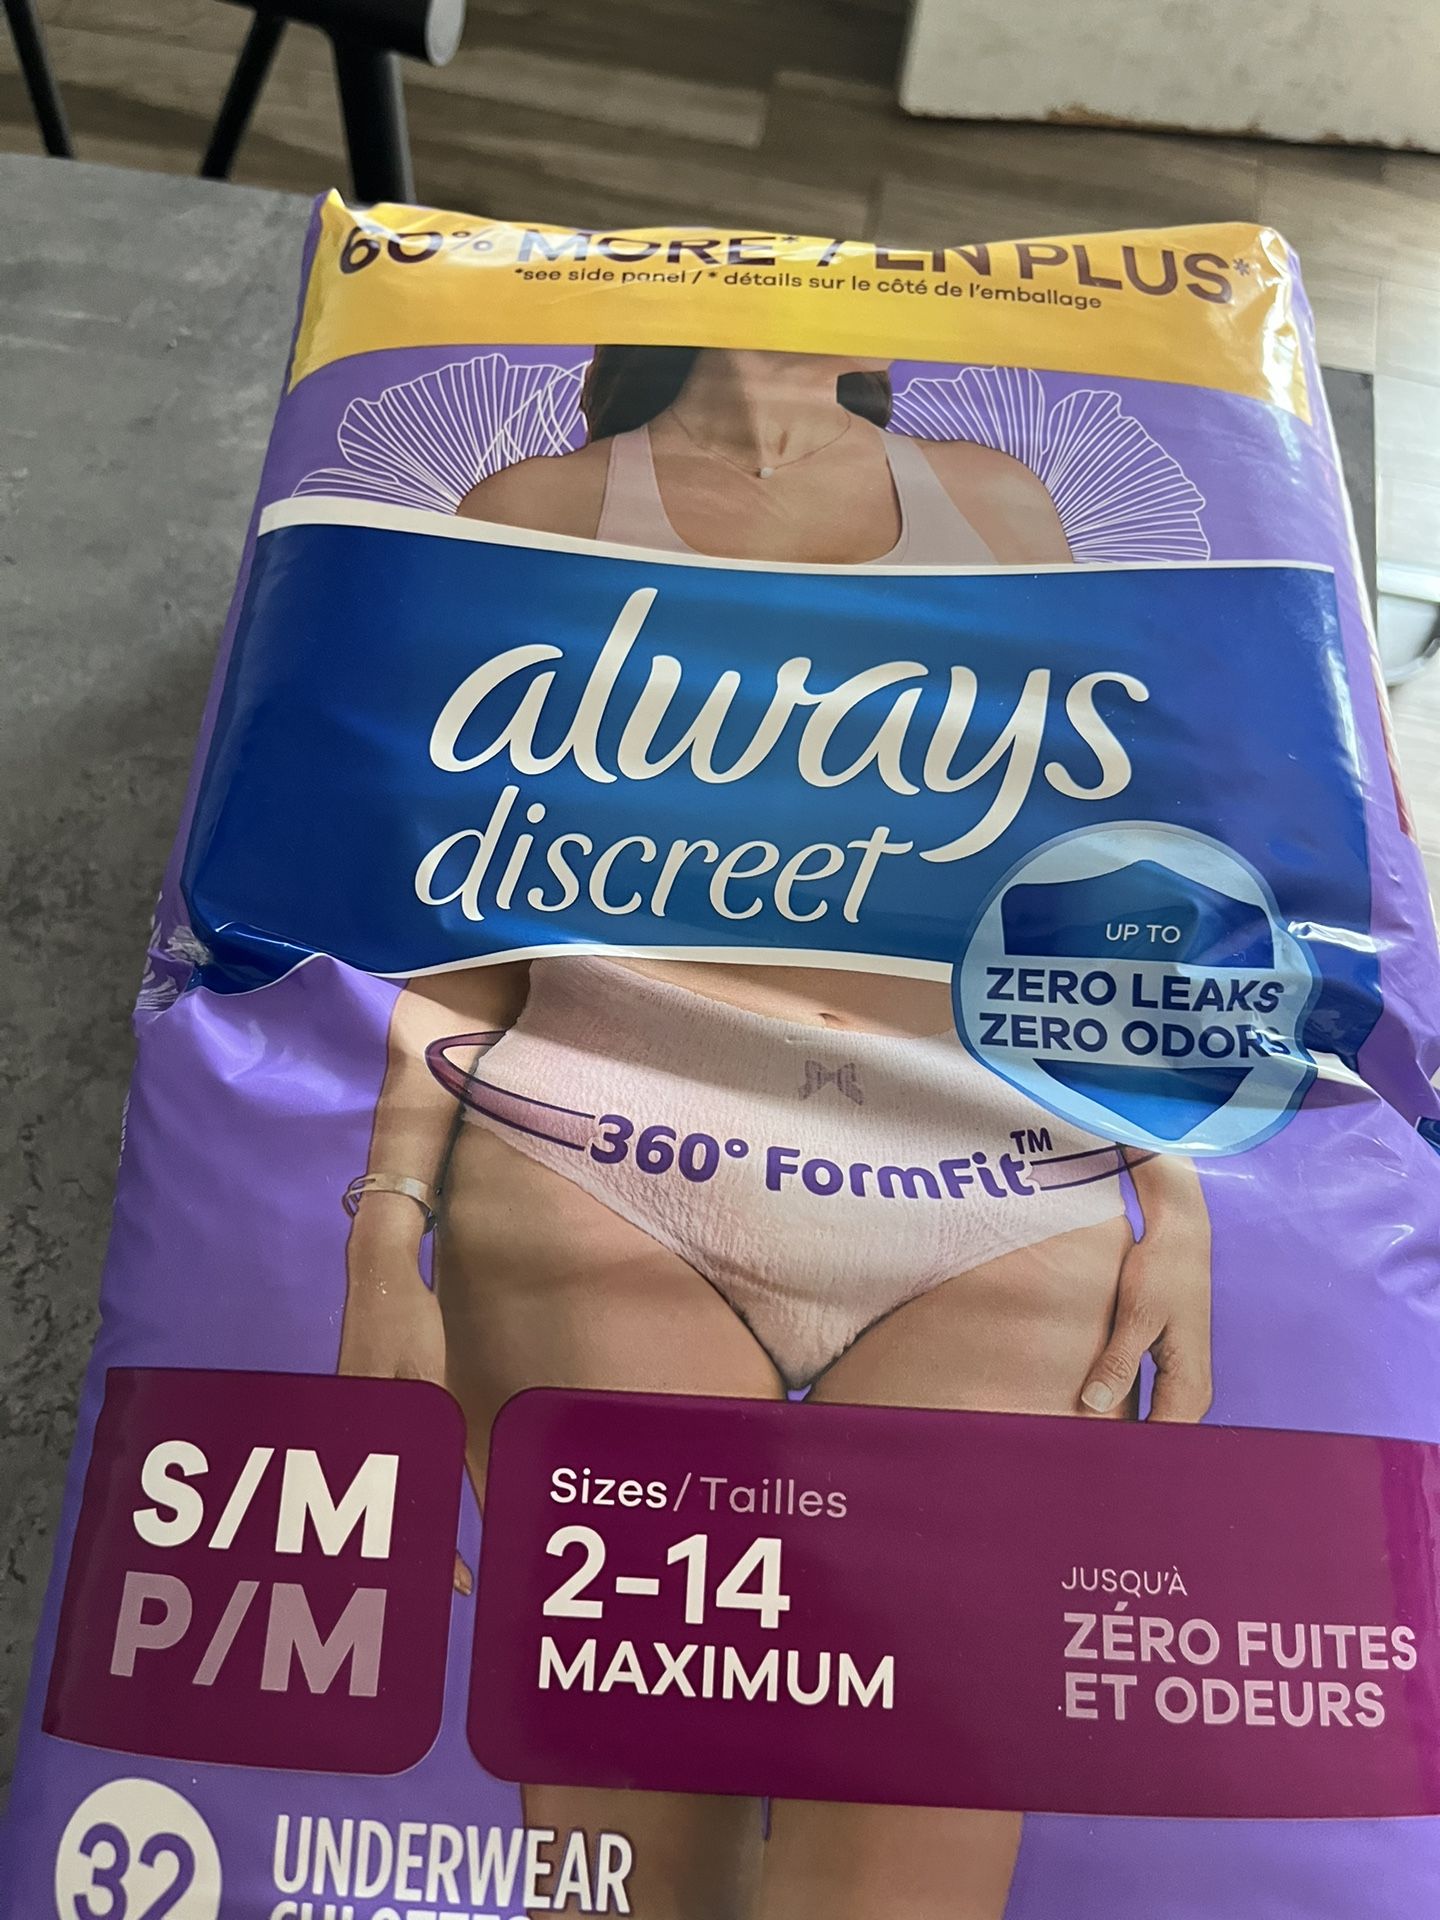 60% MORE* / EN PLUS*
*see side panel / * détails sur le côté de l'emballage
always
discreet
UP TO
ZERO LEAKS
ZERO ODORS
360° FormFit™
S/M
P/M
Sizes/Tailles
2-14
MAXIMUM
JUSQU'À
ZÉRO FUITES
ET ODEURS
32
UNDERWEAR